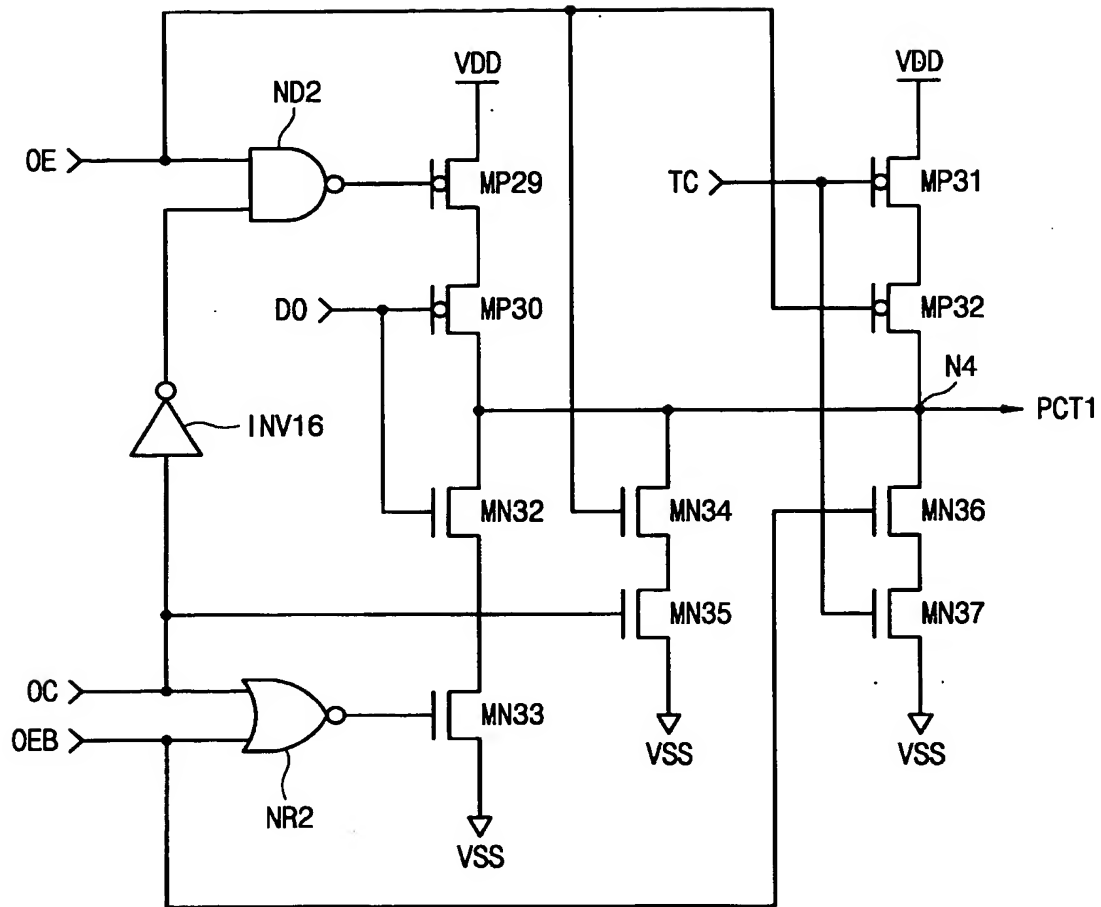 VDD
VDD
ND2
OE
MP29
TC
MP31
DO
MP30
MP32
N4
PCT1
INV16
MN32
MN34
MN36
MN35
MN37
OC
MN33
OEB
NR2
VSS
VSS
VSS